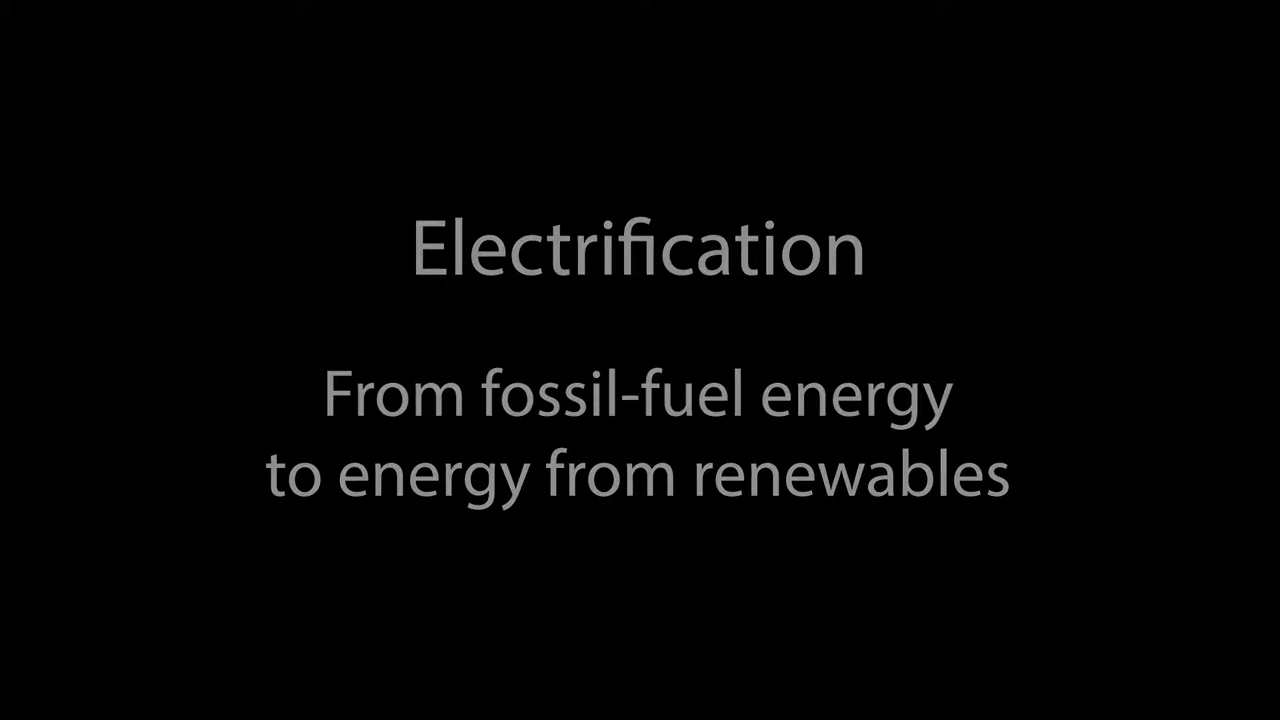 Electrification
From fossil-fuel energy
to energy from renewables